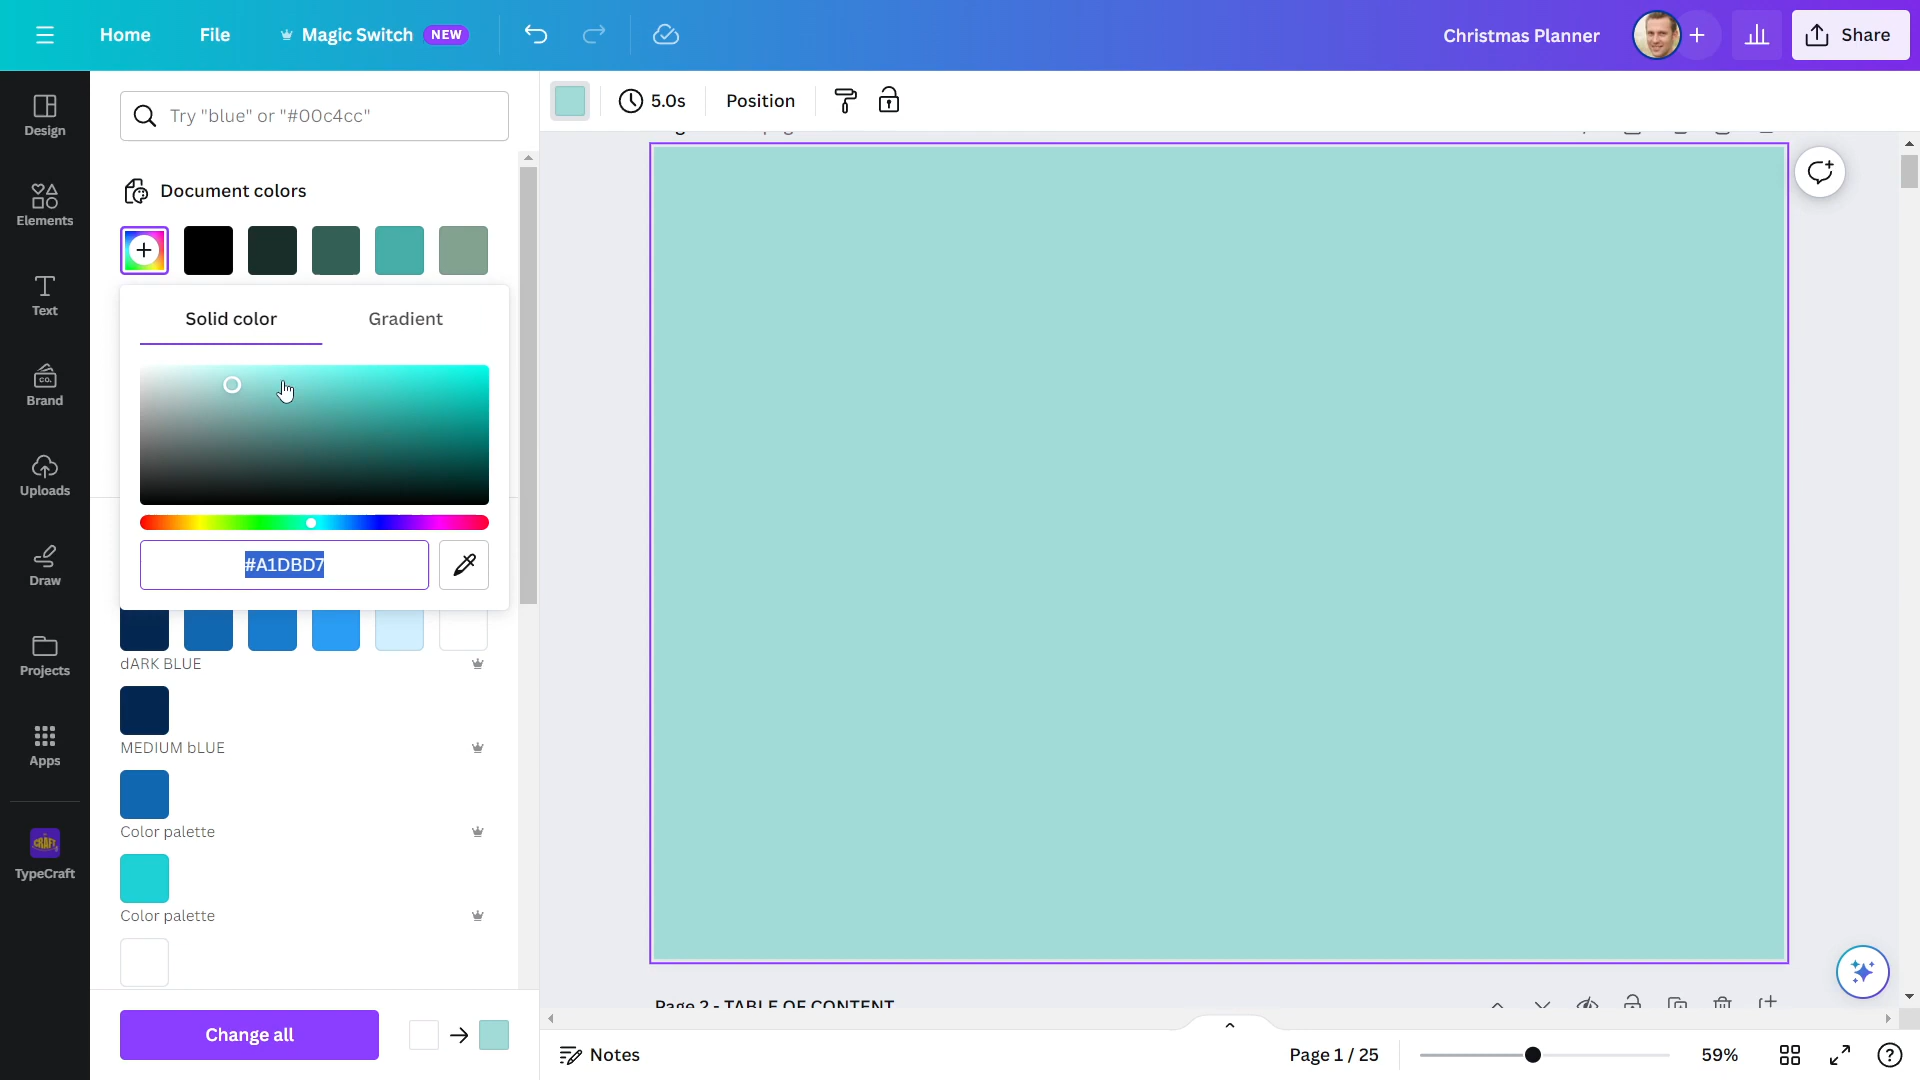 Home
File
Magic Switch NEW
Christmas Planner
Share
Design
Elements
Text
CO.
Brand
Uploads
Draw
Projects
Apps
CRAFT
TypeCraft
Try "blue" or "#00c4cc"
Document colors
Solid color
Gradient
#A1DBD7
dARK BLUE
MEDIUM bLUE
Color palette
Color palette
Change all
5.0s
Position
Page 2 - TABLE OF CONTENT
Notes
Page 1 / 25
59%